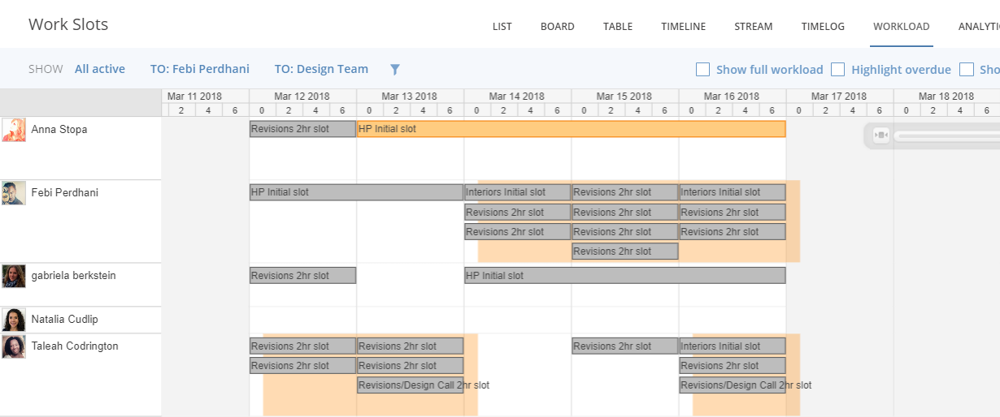 Work Slots
LIST BOARD TABLE TIMELINE STREAM TIMELOG WORKLOAD ANALYTI
SHOW All active TO: Febi Perdhani TO: Design Team Show full workload Highlight overdue Sho
Mar 11 2018 Mar 12 2018 Mar 13 2018 Mar 14 2018 Mar 15 2018 Mar 16 2018 Mar 17 2018 Mar 18 2018
2 4 6 0 2 4 6 0 2 4 6 0 2 4 6 0 2 4 6 0 2 4 6 0 2 4 6 0 2 4 6
Anna Stopa Revisions 2hr slot HP Initial slot
Febi Perdhani HP Initial slot Interiors Initial slot Revisions 2hr slot Interiors Initial slot
Revisions 2hr slot Revisions 2hr slot Revisions 2hr slot
Revisions 2hr slot Revisions 2hr slot Revisions 2hr slot
Revisions 2hr slot
gabriela berkstein Revisions 2hr slot HP Initial slot
Natalia Cudlip
Taleah Codrington Revisions 2hr slot Revisions 2hr slot Revisions 2hr slot Interiors Initial slot
Revisions 2hr slot Revisions 2hr slot Revisions 2hr slot
Revisions/Design Call 2hr slot Revisions/Design Call 2hr slot